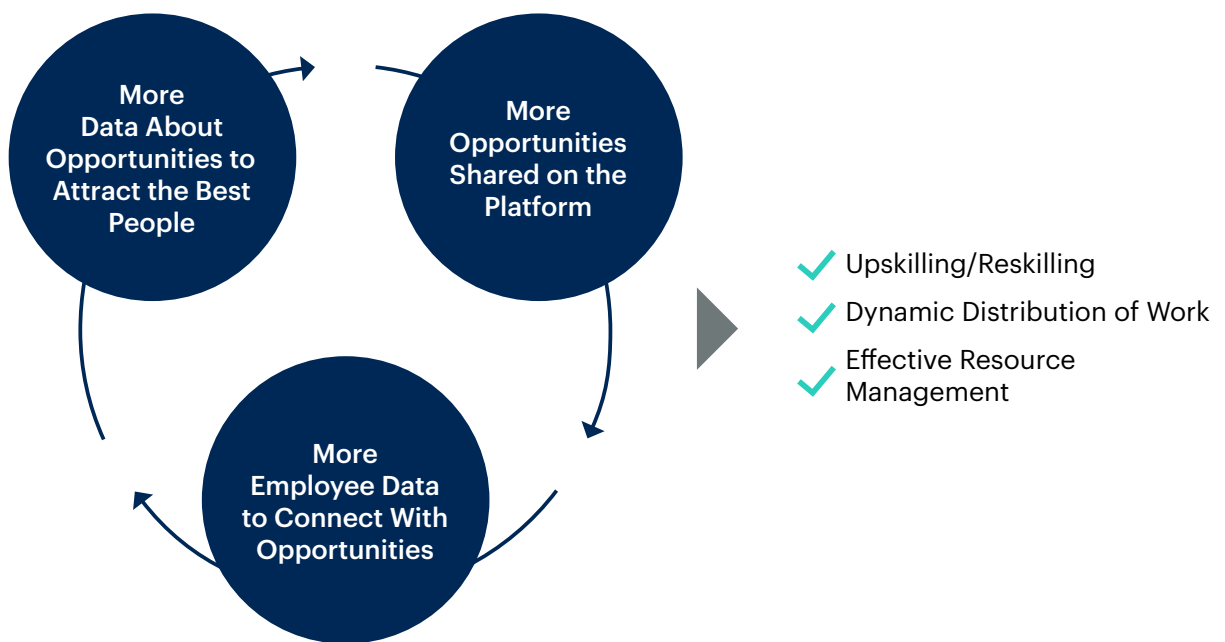 More
Data About
Opportunities to
Attract the Best
People
More
Opportunities
Shared on the
Platform
More
Employee Data
to Connect With
Opportunities
Upskilling/Reskilling
Dynamic Distribution of Work
Effective Resource
Management